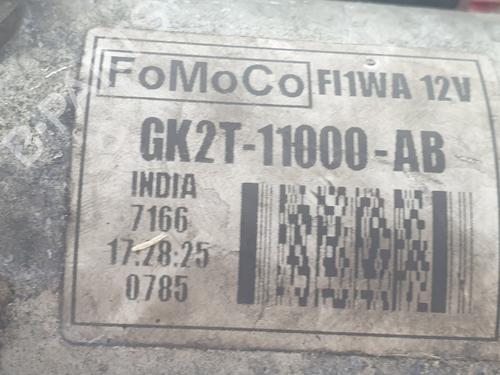 FoMoCo FI1WA 12V
GK2T-11000-AB
INDIA
7166
17:28:25
0785